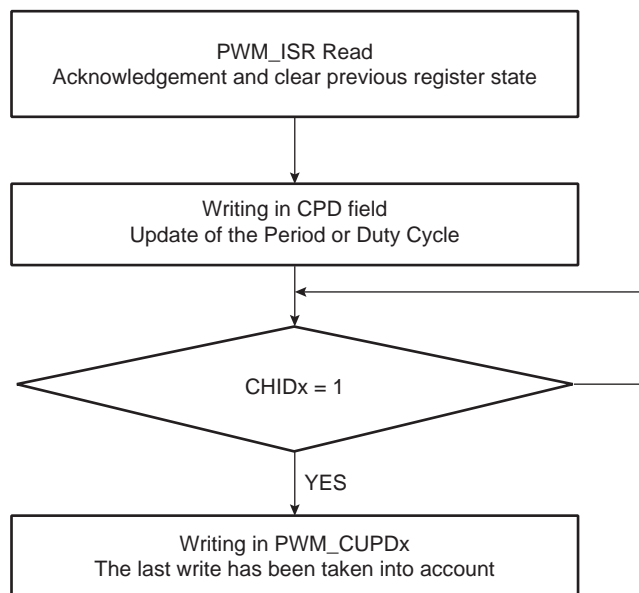 PWM_ISR Read
Acknowledgement and clear previous register state
Writing in CPD field
Update of the Period or Duty Cycle
CHIDx = 1
YES
Writing in PWM_CUPDx
The last write has been taken into account